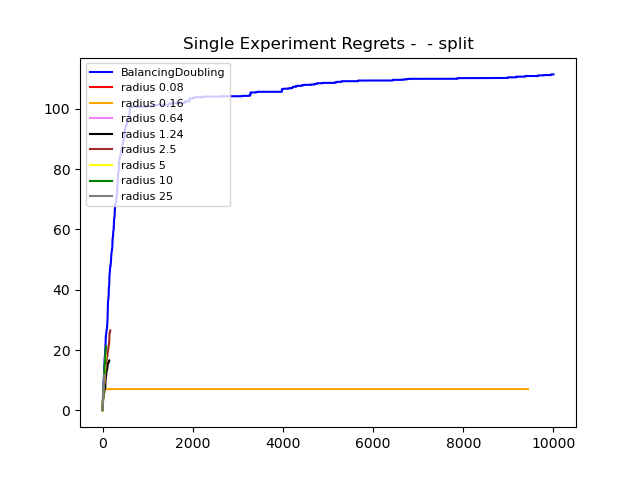 Single Experiment Regrets -  - split
BalancingDoubling
radius 0.08
radius 0.16
radius 0.64
radius 1.24
radius 2.5
radius 5
radius 10
radius 25
100
80
60
40
20
0
0 2000 4000 6000 8000 10000